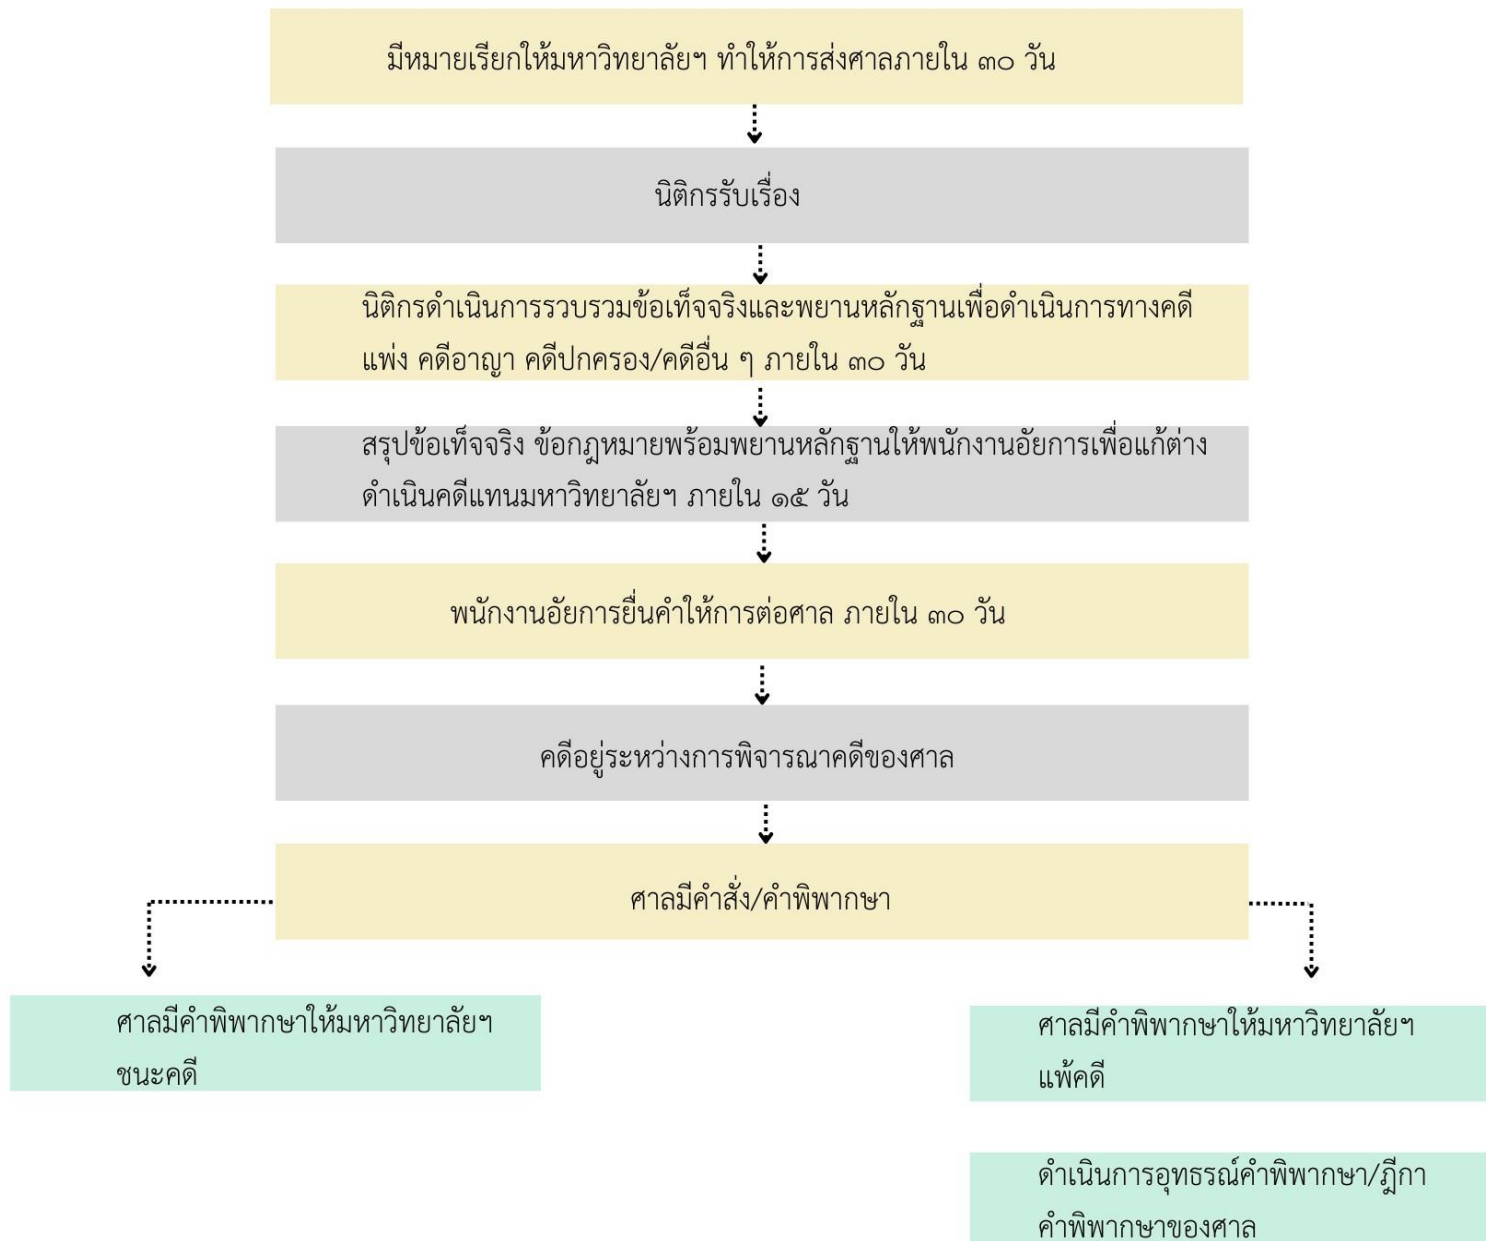 มีหมายเรียกให้มหาวิทยาลัยฯ ทำให้การส่งศาลภายใน ๓๐ วัน
นิติกรรับเรื่อง
นิติกรดำเนินการรวบรวมข้อเท็จจริงและพยานหลักฐานเพื่อดำเนินการทางคดี
แพ่ง คดีอาญา คดีปกครอง/คดีอื่น ๆ ภายใน ๓๐ วัน
สรุปข้อเท็จจริง ข้อกฎหมายพร้อมพยานหลักฐานให้พนักงานอัยการเพื่อแก้ต่าง
ดำเนินคดีแทนมหาวิทยาลัยฯ ภายใน ๑๕ วัน
พนักงานอัยการยื่นคำให้การต่อศาล ภายใน ๓๐ วัน
คดีอยู่ระหว่างการพิจารณาคดีของศาล
ศาลมีคำสั่ง/คำพิพากษา
ศาลมีคำพิพากษาให้มหาวิทยาลัยฯ
ชนะคดี
ศาลมีคำพิพากษาให้มหาวิทยาลัยฯ
แพ้คดี
ดำเนินการอุทธรณ์คำพิพากษา/ฎีกา
คำพิพากษาของศาล